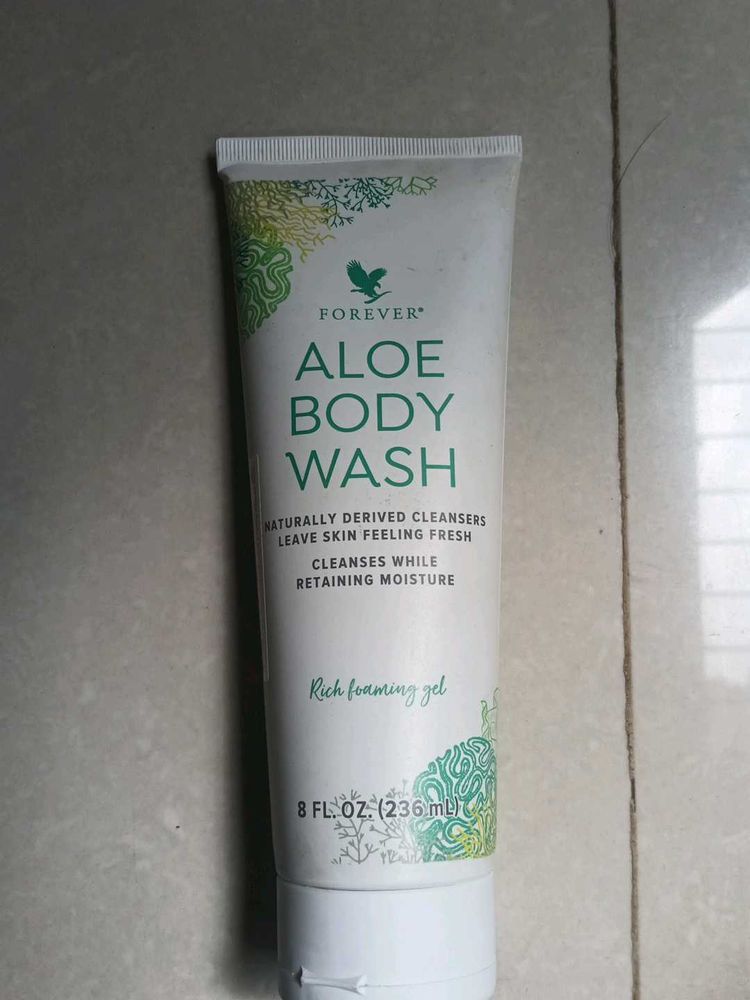 FOREVER®
ALOE
BODY
WASH
NATURALLY DERIVED CLEANSERS
LEAVE SKIN FEELING FRESH
CLEANSES WHILE
RETAINING MOISTURE
Rich foaming gel
8 FL. OZ. (236 mL)